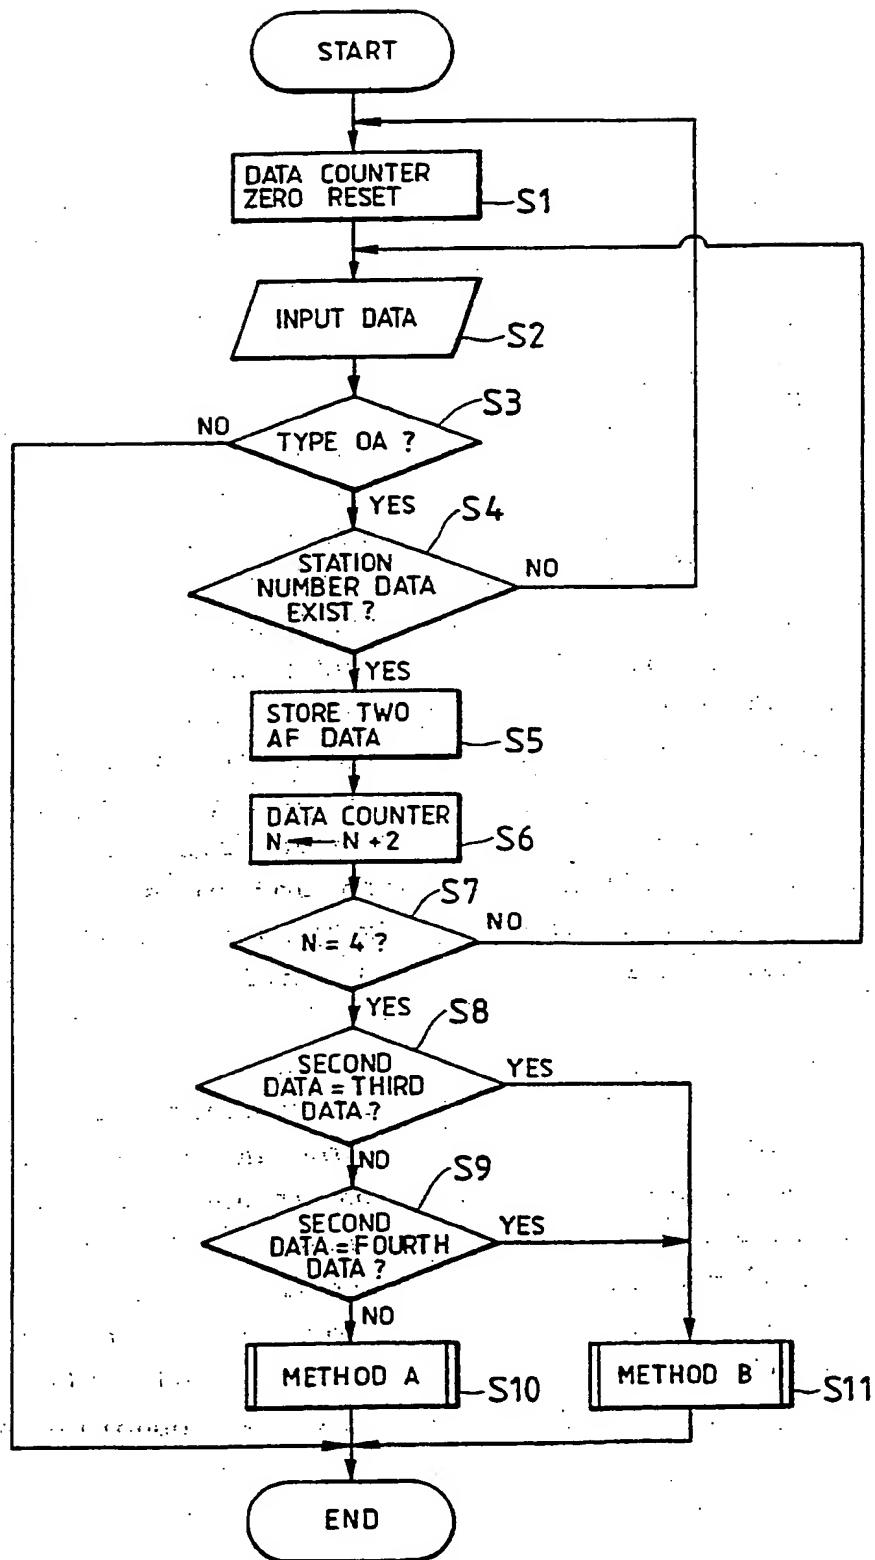 START
DATA COUNTER
ZERO RESET
S1
INPUT DATA
S2
S3
NO
TYPE 0A ?
YES
S4
STATION
NUMBER DATA
EXIST ?
NO
YES
STORE TWO
AF DATA
S5
DATA COUNTER
N ← N +2
S6
S7
N = 4 ?
NO
YES
S8
SECOND
DATA = THIRD
DATA ?
YES
NO
S9
SECOND
DATA = FOURTH
DATA ?
YES
NO
METHOD A
S10
METHOD B
S11
END